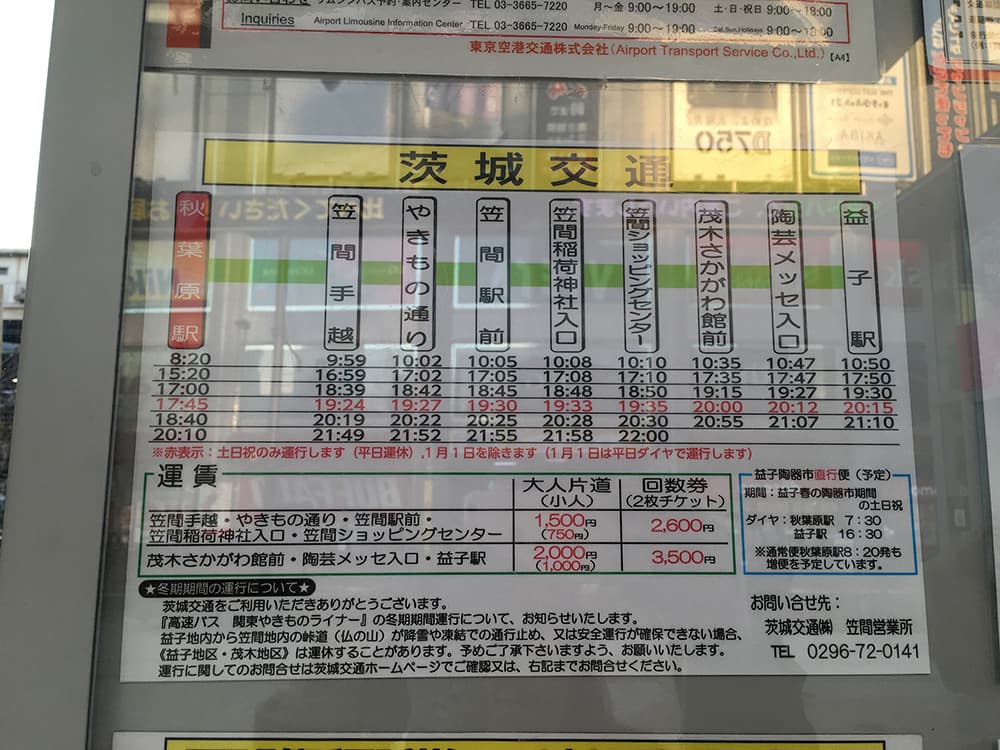 リムジンバス予約・案内センター TEL 03-3665-7220 月～金 9:00～19:00 土・日・祝日 9:00～18:00
Inquiries Airport Limousine Information Center TEL 03-3665-7220 Monday-Friday 9:00～19:00 Sat,Sun,Holidays 9:00～18:00
東京空港交通株式会社(Airport Transport Service Co.,Ltd.)【A4】
茨城交通
秋葉原駅 笠間手越 やきもの通り 笠間駅前 笠間稲荷神社入口 笠間ショッピングセンター 茂木さかがわ館前 陶芸メッセ入口 益子駅
8:20 9:59 10:02 10:05 10:08 10:10 10:35 10:47 10:50
15:20 16:59 17:02 17:05 17:08 17:10 17:35 17:47 17:50
17:00 18:39 18:42 18:45 18:48 18:50 19:15 19:27 19:30
17:45 19:24 19:27 19:30 19:33 19:35 20:00 20:12 20:15
18:40 20:19 20:22 20:25 20:28 20:30 20:55 21:07 21:10
20:10 21:49 21:52 21:55 21:58 22:00
※赤表示：土日祝のみ運行します（平日運休）,1月1日を除きます（1月1日は平日ダイヤで運行します）
運賃 大人片道 回数券
(小人) (2枚チケット)
笠間手越・やきもの通り・笠間駅前・ 1,500円 2,600円
笠間稲荷神社入口・笠間ショッピングセンター (750円)
茂木さかがわ館前・陶芸メッセ入口・益子駅 2,000円 3,500円
(1,000円)
益子陶器市直行便（予定）
期間：益子春の陶器市期間
の土日祝
ダイヤ：秋葉原駅 7：30
益子駅 16：30
※通常便秋葉原駅8：20発も
増便を予定しています。
★冬期期間の運行について★
茨城交通をご利用いただきありがとうございます。
『高速バス 関東やきものライナー』の冬期期間運行について、お知らせいたします。
益子地内から笠間地内の峠道（仏の山）が降雪や凍結での通行止め、又は安全運行が確保できない場合、
《益子地区・茂木地区》は運休することがあります。予めご了承下さいますよう、お願いいたします。
運行に関してのお問合せは茨城交通ホームページでご確認又は、右記までお問合せください。
お問い合せ先：
茨城交通㈱ 笠間営業所
TEL 0296-72-0141